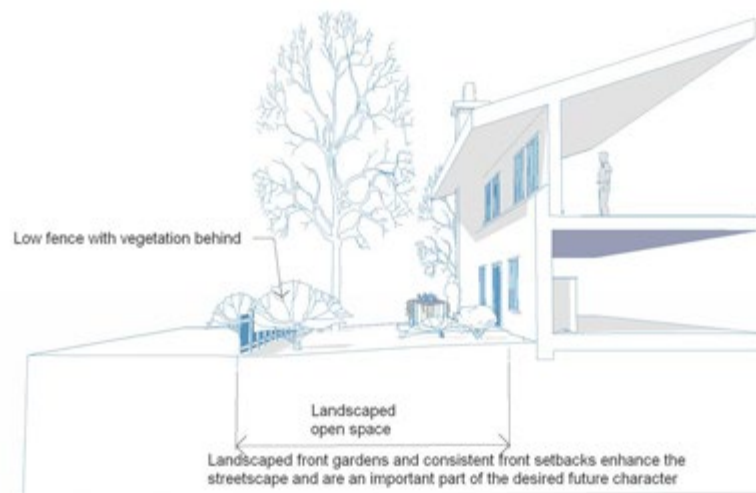 Low fence with vegetation behind
Landscaped
open space
Landscaped front gardens and consistent front setbacks enhance the
streetscape and are an important part of the desired future character